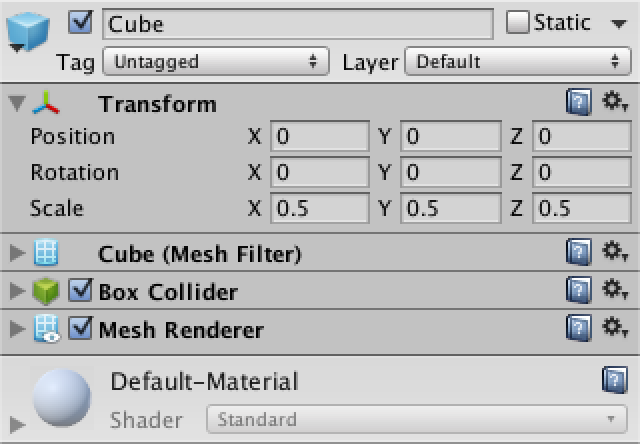 Cube Static
Tag Untagged Layer Default
Transform
Position X 0 Y 0 Z 0
Rotation X 0 Y 0 Z 0
Scale X 0.5 Y 0.5 Z 0.5
Cube (Mesh Filter)
Box Collider
Mesh Renderer
Default-Material
Shader Standard